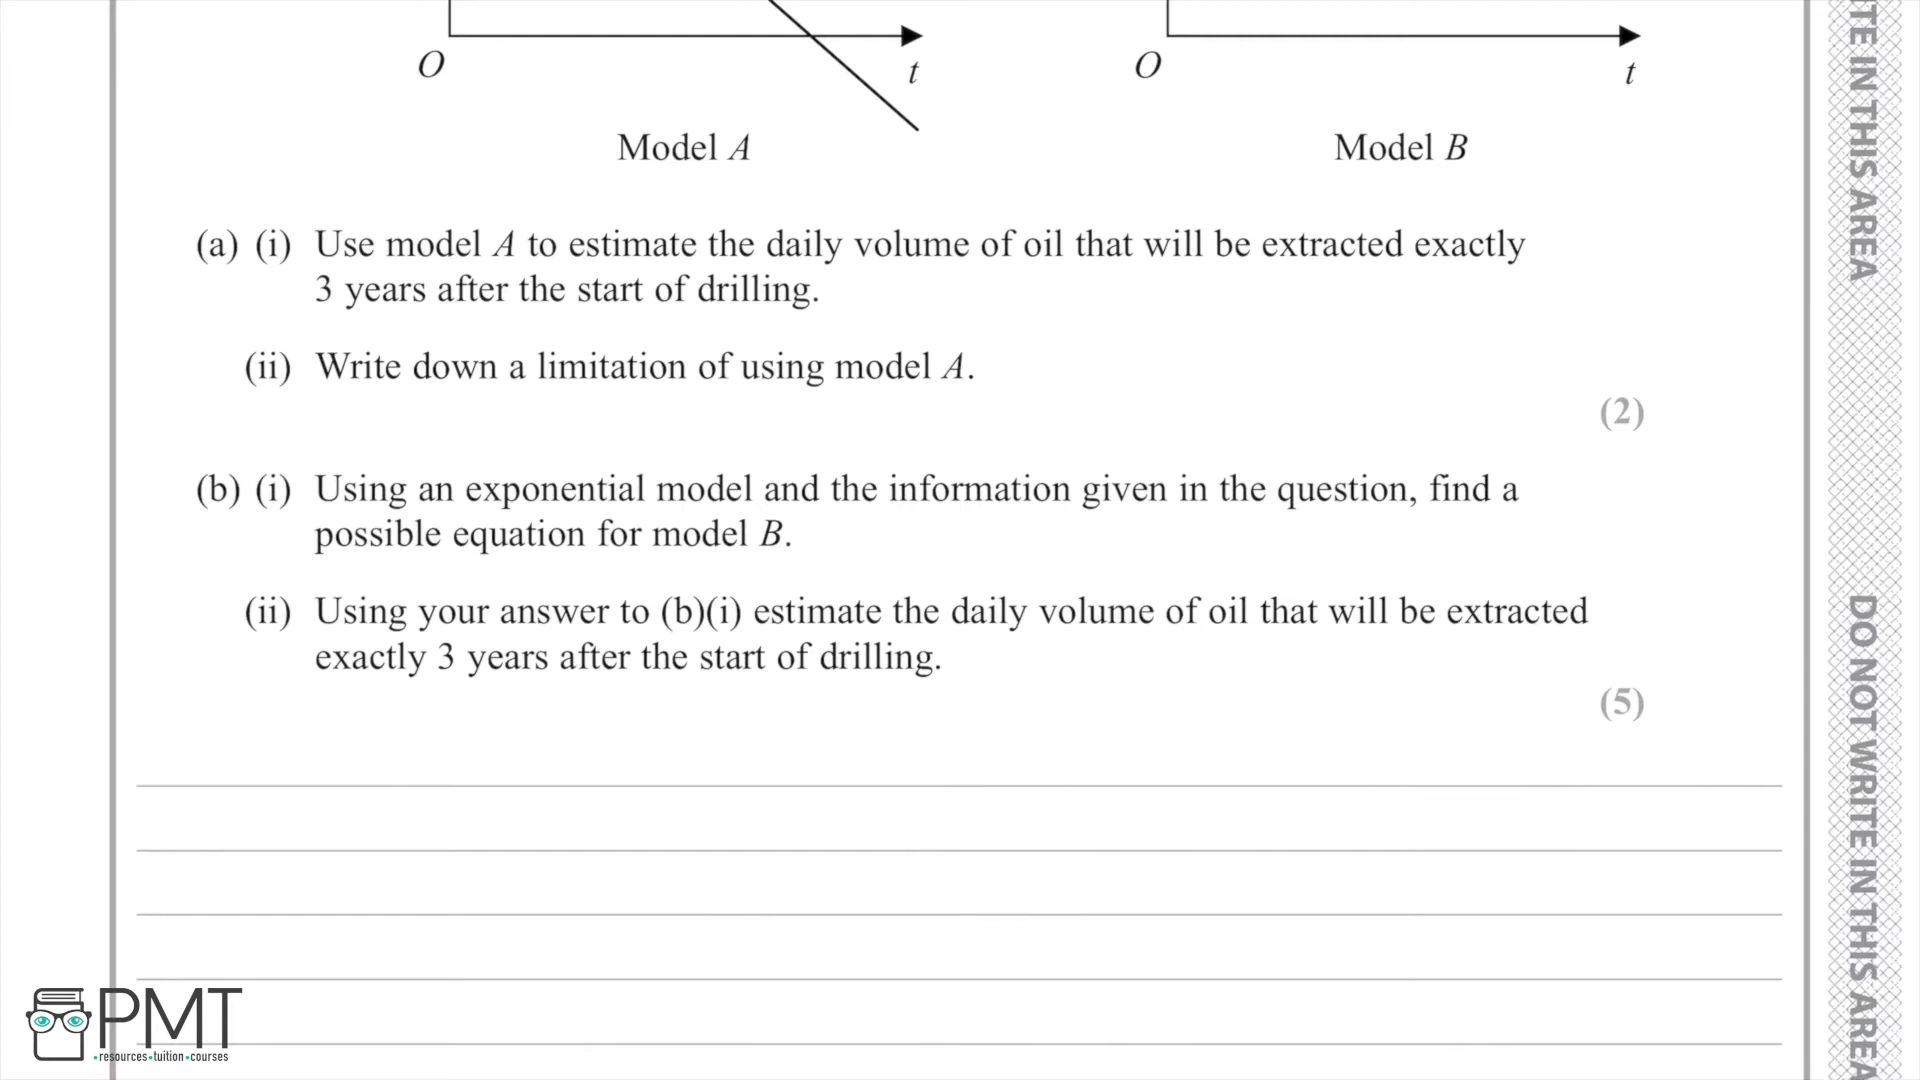 O
t
O
t
Model A
Model B
(a) (i) Use model A to estimate the daily volume of oil that will be extracted exactly
3 years after the start of drilling.
(ii) Write down a limitation of using model A.
(2)
(b) (i) Using an exponential model and the information given in the question, find a
possible equation for model B.
(ii) Using your answer to (b)(i) estimate the daily volume of oil that will be extracted
exactly 3 years after the start of drilling.
(5)
TE IN THIS AREA
DO NOT WRITE IN THIS AREA
PMT
•resources•tuition•courses